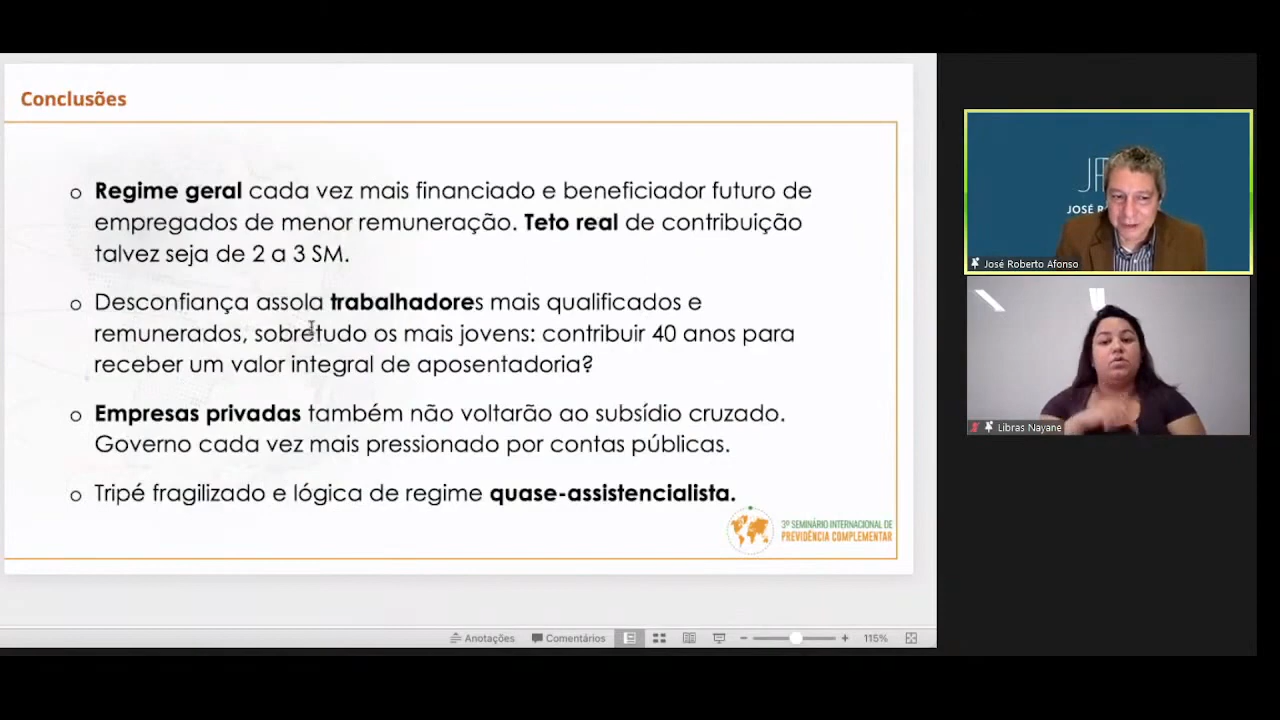 Conclusões
o Regime geral cada vez mais financiado e beneficiador futuro de
empregados de menor remuneração. Teto real de contribuição
talvez seja de 2 a 3 SM.
o Desconfiança assola trabalhadores mais qualificados e
remunerados, sobretudo os mais jovens: contribuir 40 anos para
receber um valor integral de aposentadoria?
o Empresas privadas também não voltarão ao subsídio cruzado.
Governo cada vez mais pressionado por contas públicas.
o Tripé fragilizado e lógica de regime quase-assistencialista.
3º SEMINÁRIO INTERNACIONAL DE
PREVIDÊNCIA COMPLEMENTAR
Anotações
Comentários
115%
JOSÉ R
José Roberto Afonso
Libras Nayane